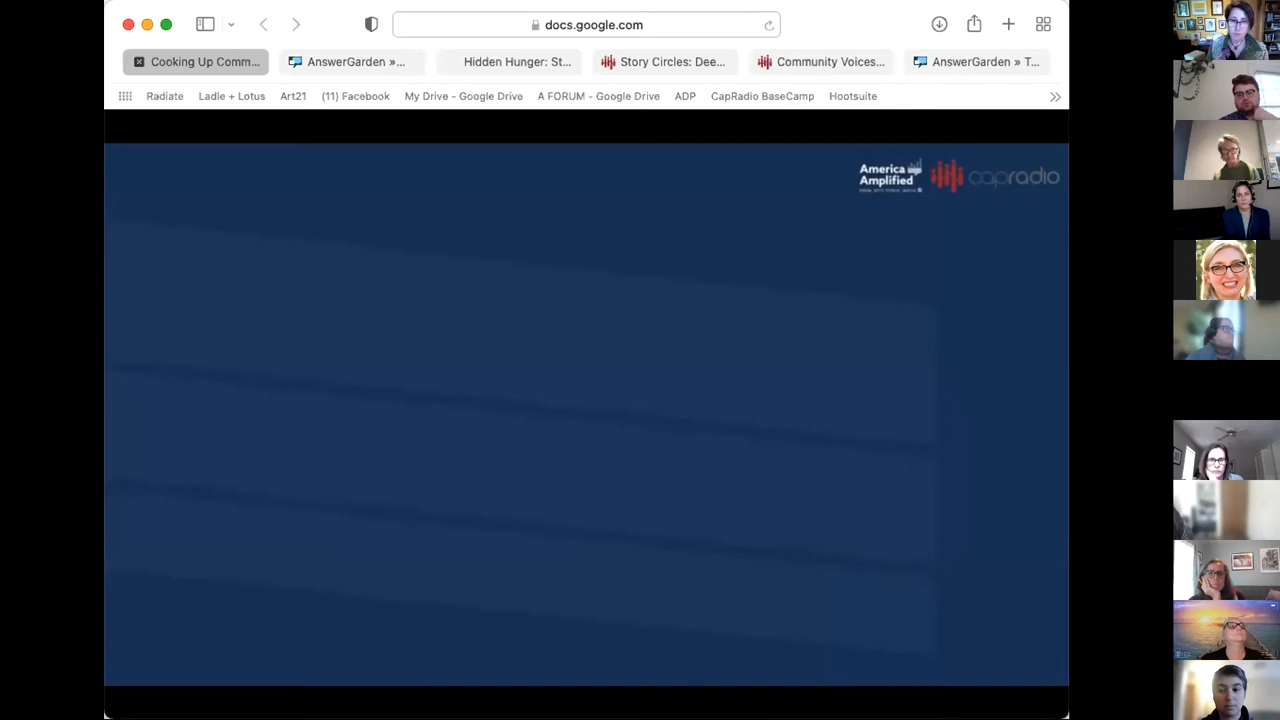 docs.google.com
Cooking Up Comm...
AnswerGarden »...
Hidden Hunger: St...
Story Circles: Dee...
Community Voices...
AnswerGarden » T...
Radiate
Ladle + Lotus
Art21
(11) Facebook
My Drive - Google Drive
A FORUM - Google Drive
ADP
CapRadio BaseCamp
Hootsuite
America
Amplified
capradio